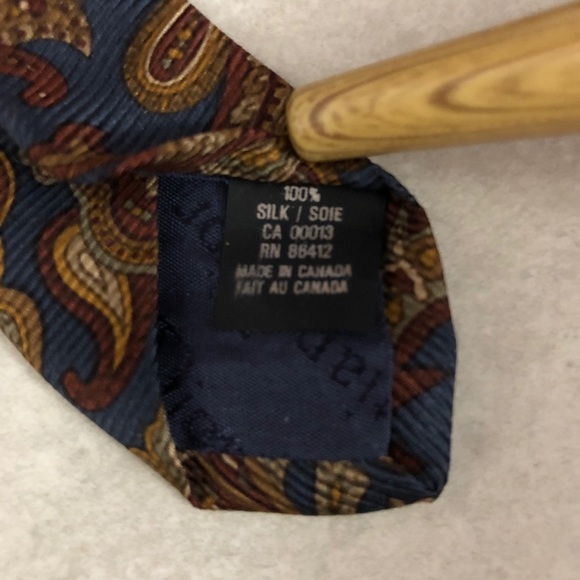 100%
SILK / SOIE
CA 00013
RN 86412
MADE IN CANADA
FAIT AU CANADA